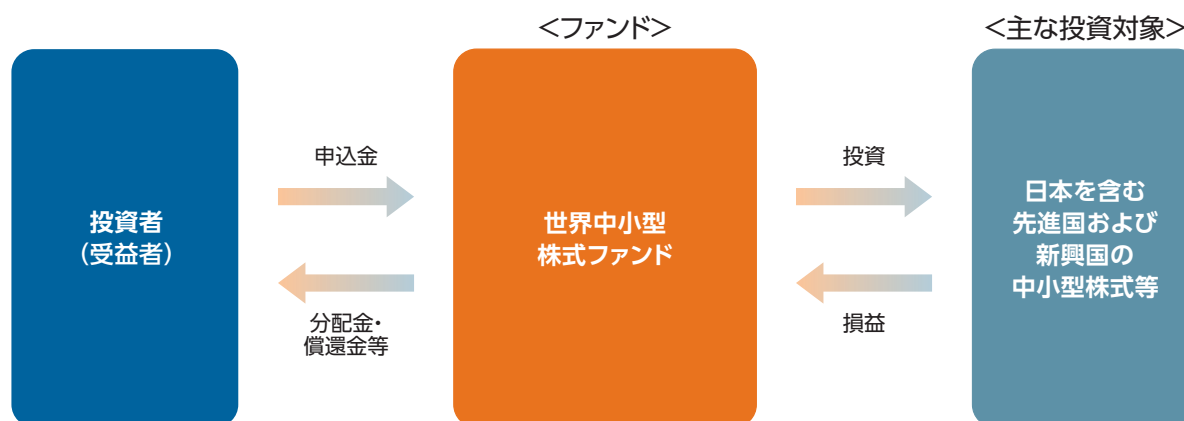 ＜ファンド＞
＜主な投資対象＞
投資者
(受益者)
申込金
分配金・
償還金等
世界中小型
株式ファンド
投資
損益
日本を含む
先進国および
新興国の
中小型株式等